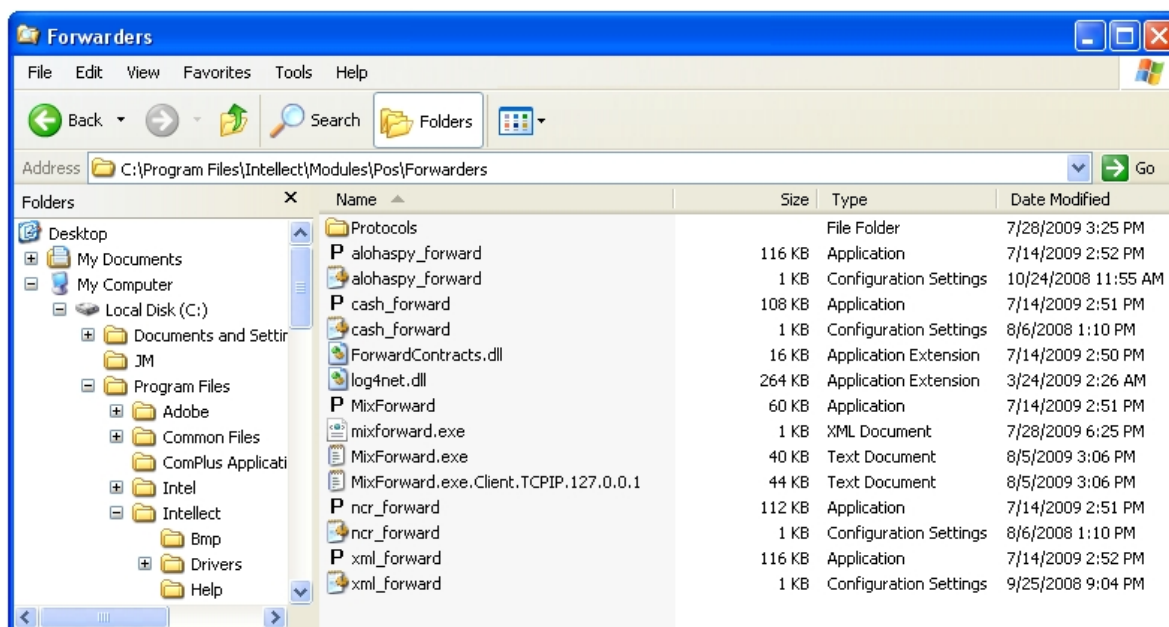 Forwarders
File Edit View Favorites Tools Help
Back Search Folders
Address C:\Program Files\Intellect\Modules\Pos\Forwarders Go
Folders X Name Size Type Date Modified
Desktop
My Documents
My Computer
Local Disk (C:)
Documents and Settin
JM
Program Files
Adobe
Common Files
ComPlus Applicati
Intel
Intellect
Bmp
Drivers
Help
Protocols File Folder 7/28/2009 3:25 PM
P alohaspy_forward 116 KB Application 7/14/2009 2:52 PM
alohaspy_forward 1 KB Configuration Settings 10/24/2008 11:55 AM
P cash_forward 108 KB Application 7/14/2009 2:51 PM
cash_forward 1 KB Configuration Settings 8/6/2008 1:10 PM
ForwardContracts.dll 16 KB Application Extension 7/14/2009 2:50 PM
log4net.dll 264 KB Application Extension 3/24/2009 2:26 AM
P MixForward 60 KB Application 7/14/2009 2:51 PM
mixforward.exe 1 KB XML Document 7/28/2009 6:25 PM
MixForward.exe 40 KB Text Document 8/5/2009 3:06 PM
MixForward.exe.Client.TCPIP.127.0.0.1 44 KB Text Document 8/5/2009 3:06 PM
P ncr_forward 112 KB Application 7/14/2009 2:51 PM
ncr_forward 1 KB Configuration Settings 8/6/2008 1:10 PM
P xml_forward 116 KB Application 7/14/2009 2:52 PM
xml_forward 1 KB Configuration Settings 9/25/2008 9:04 PM